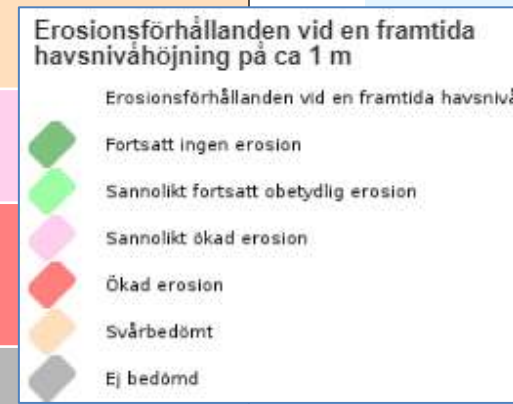 Erosionsförhållanden vid en framtida
havsnivåhöjning på ca 1 m
Erosionsförhållanden vid en framtida havsnivå
Fortsatt ingen erosion
Sannolikt fortsatt obetydlig erosion
Sannolikt ökad erosion
Ökad erosion
Svårbedömt
Ej bedömd